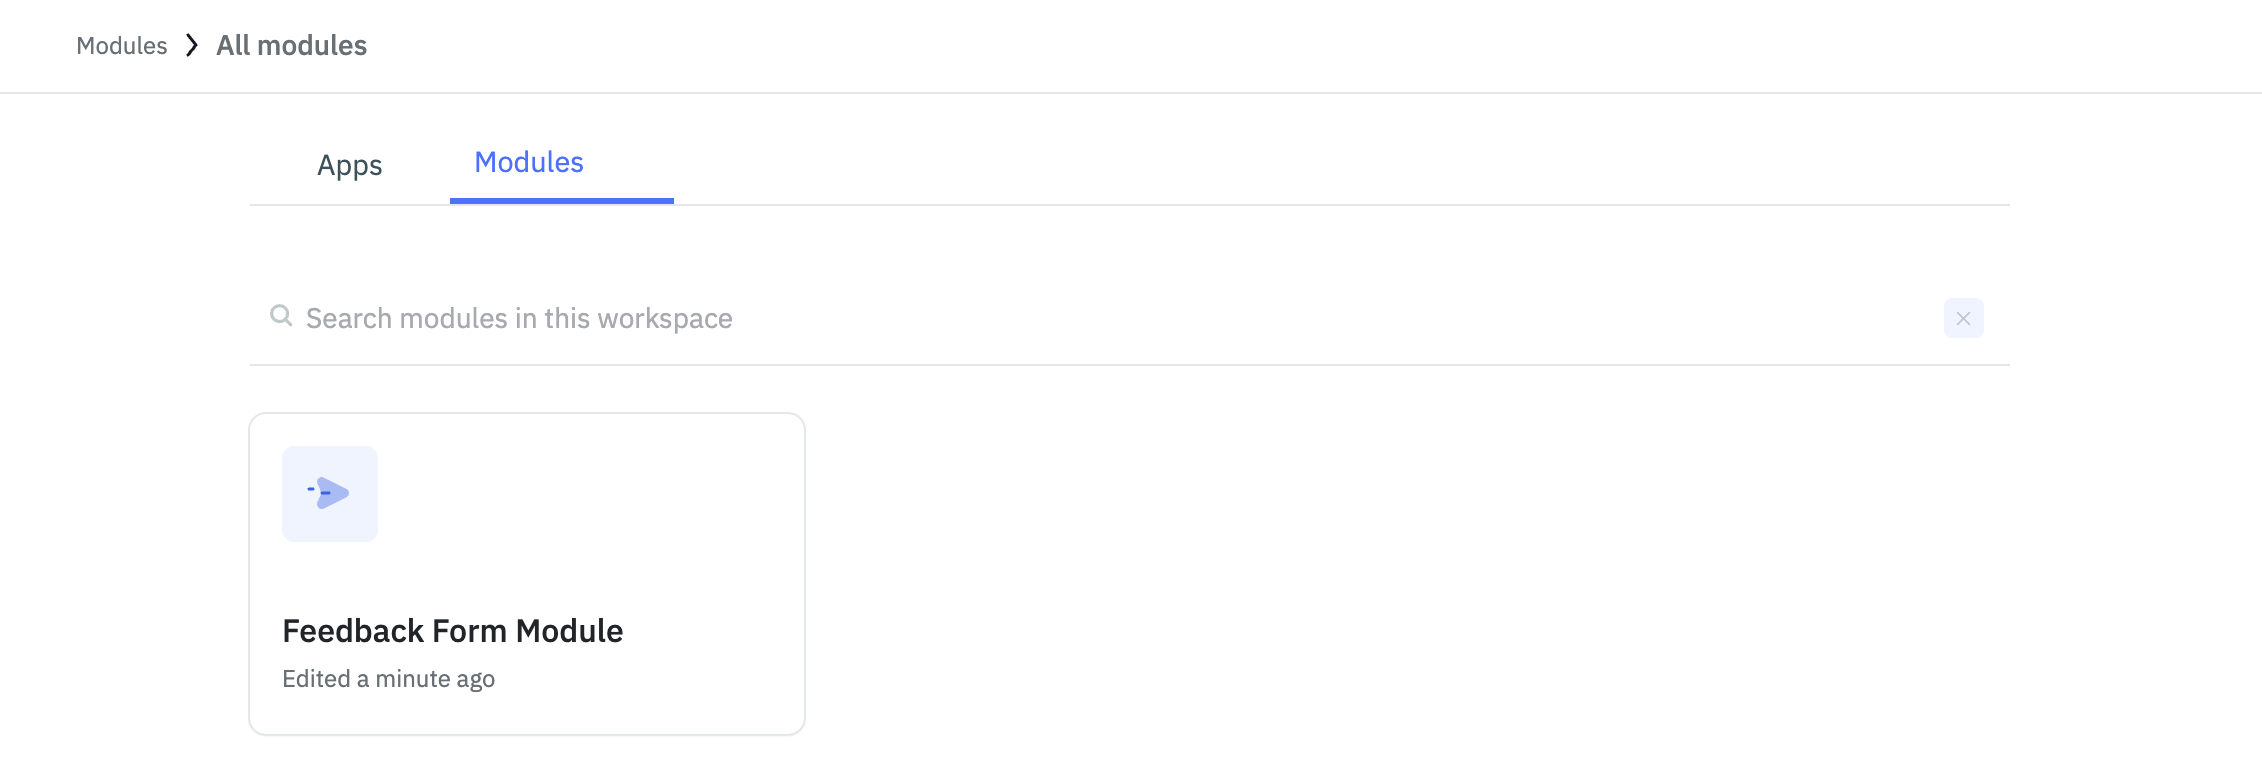 Modules All modules
Apps Modules
Search modules in this workspace
Feedback Form Module
Edited a minute ago